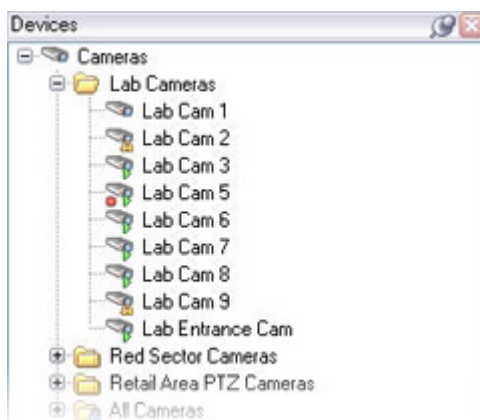 Devices
Cameras
Lab Cameras
Lab Cam 1
Lab Cam 2
Lab Cam 3
Lab Cam 5
Lab Cam 6
Lab Cam 7
Lab Cam 8
Lab Cam 9
Lab Entrance Cam
Red Sector Cameras
Retail Area PTZ Cameras
All Cameras